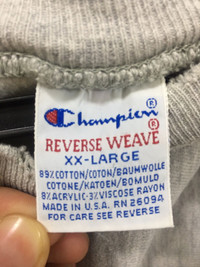 Champion®
REVERSE WEAVE®
XX-LARGE
89% COTTON/COTON/BAUMWOLLE
COTONE/KATOEN/BOMULD
8% ACRYLIC-3% VISCOSE RAYON
MADE IN U.S.A. RN 26094
FOR CARE SEE REVERSE